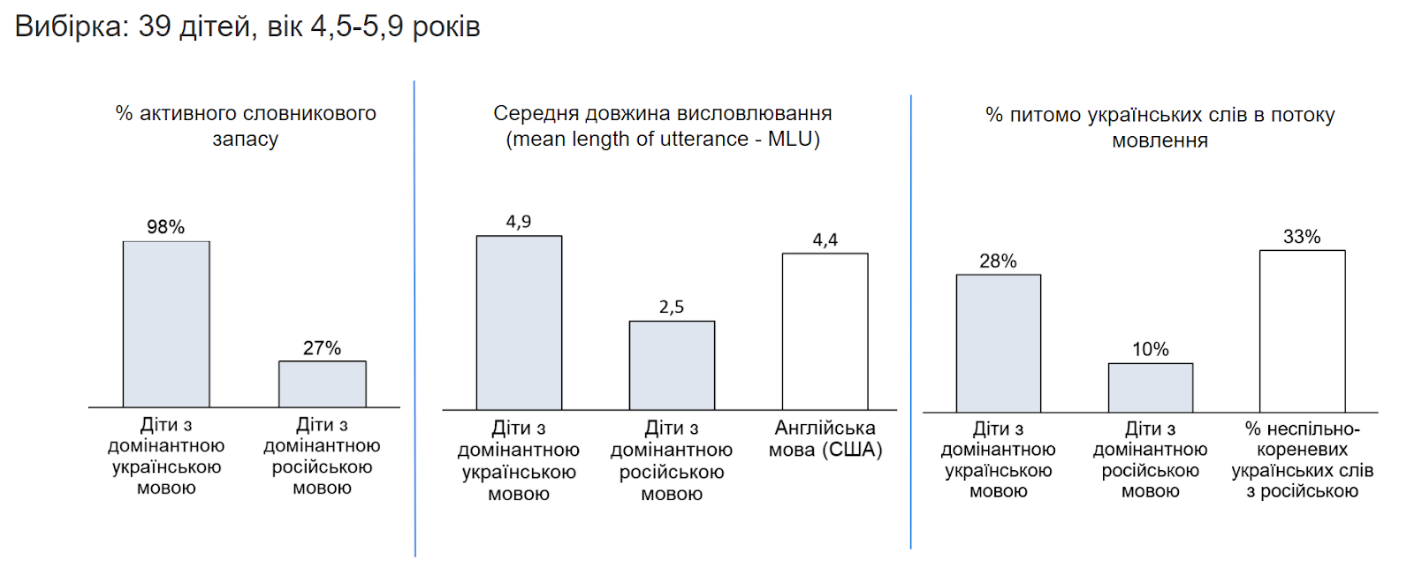 Вибірка: 39 дітей, вік 4,5-5,9 років
% активного словникового
запасу
98%
27%
Діти з
домінантною
українською
мовою
Діти з
домінантною
російською
мовою
Середня довжина висловлювання
(mean length of utterance - MLU)
4,9
2,5
4,4
Діти з
домінантною
українською
мовою
Діти з
домінантною
російською
мовою
Англійська
мова (США)
% питомо українських слів в потоку
мовлення
28%
10%
33%
Діти з
домінантною
українською
мовою
Діти з
домінантною
російською
мовою
% неспільно-
кореневих
українських слів
з російською